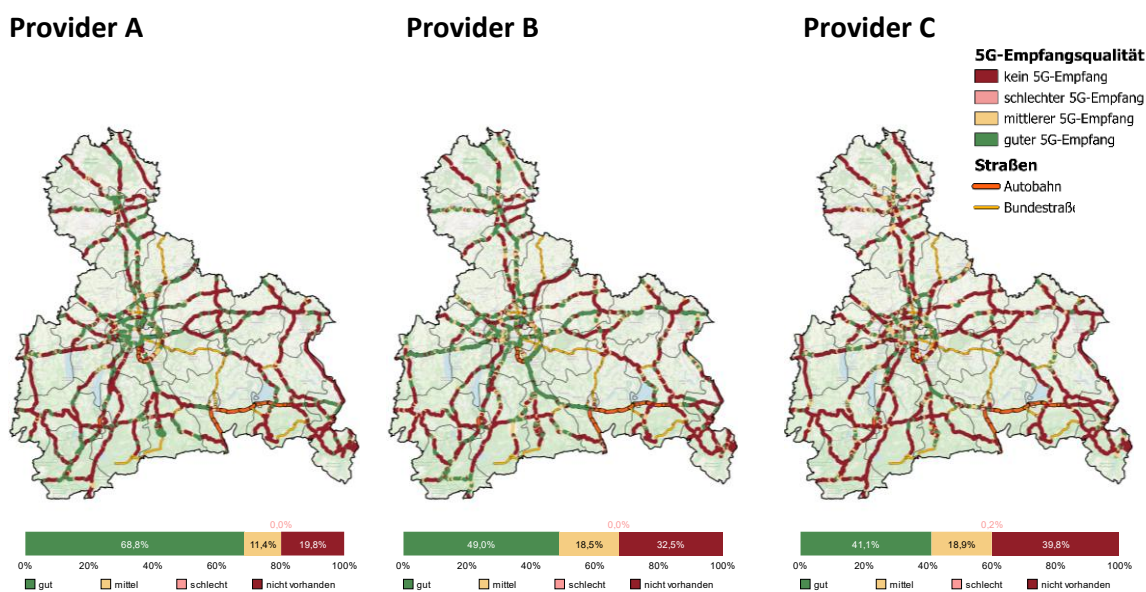 Provider A
Provider B
Provider C
5G-Empfangsqualität
kein 5G-Empfang
schlechter 5G-Empfang
mittlerer 5G-Empfang
guter 5G-Empfang
Straßen
Autobahn
Bundestraße
0,0%
68,8%
11,4%
19,8%
0%
20%
40%
60%
80%
100%
gut
mittel
schlecht
nicht vorhanden
0,0%
49,0%
18,5%
32,5%
0%
20%
40%
60%
80%
100%
gut
mittel
schlecht
nicht vorhanden
0,2%
41,1%
18,9%
39,8%
0%
20%
40%
60%
80%
100%
gut
mittel
schlecht
nicht vorhanden